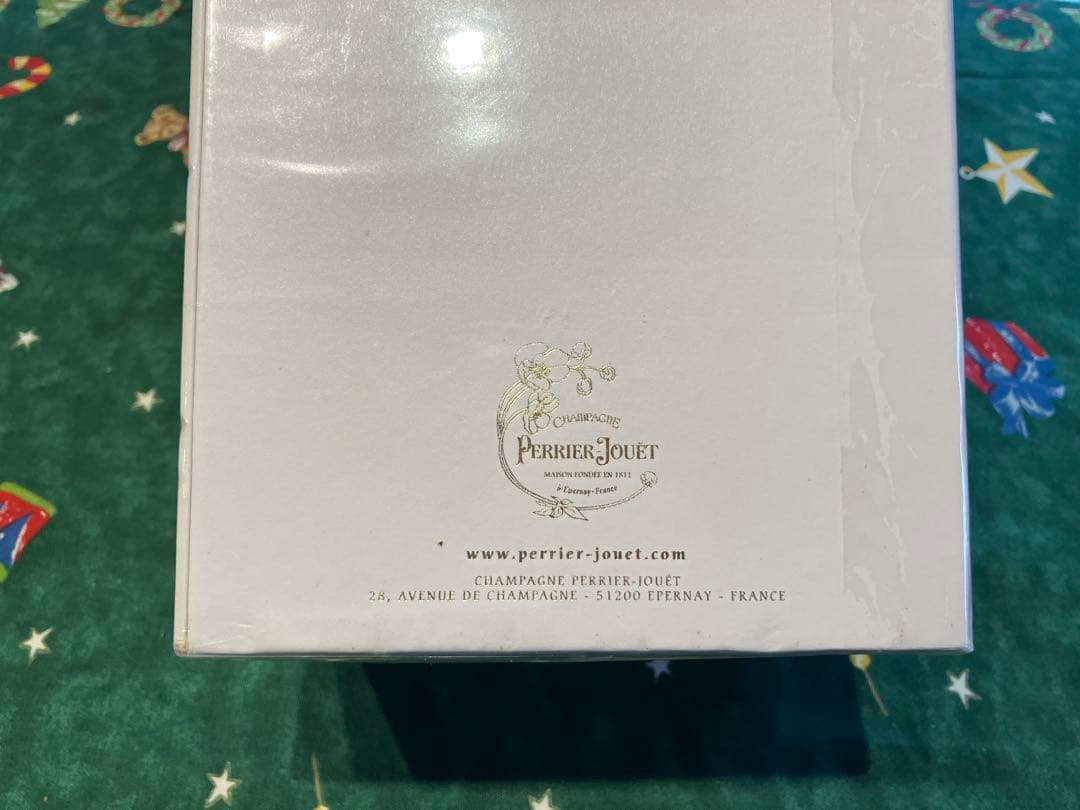 CHAMPAGNE
PERRIER-JOUËT
MAISON FONDÉE EN 1811
à Epernay-France
www.perrier-jouet.com
CHAMPAGNE PERRIER-JOUËT
28, AVENUE DE CHAMPAGNE - 51200 EPERNAY - FRANCE